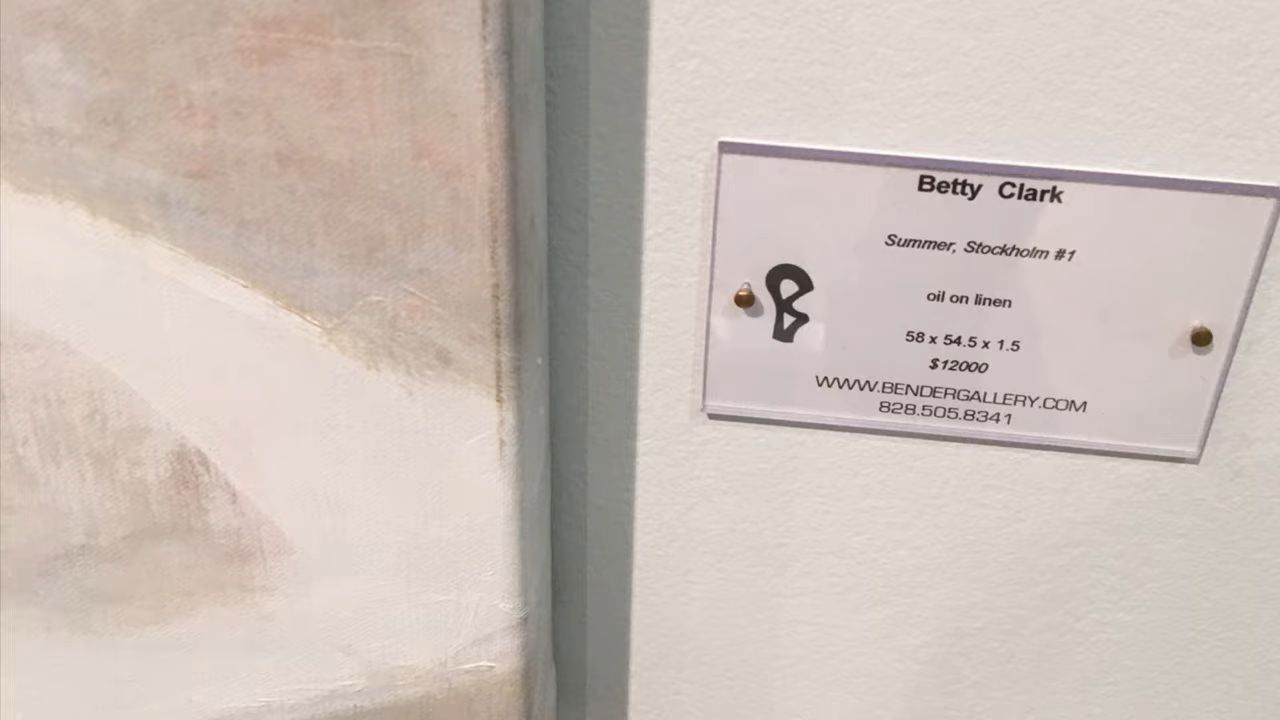 Betty Clark
Summer, Stockholm #1
oil on linen
58 x 54.5 x 1.5
$12000
WWW.BENDERGALLERY.COM
828.505.8341